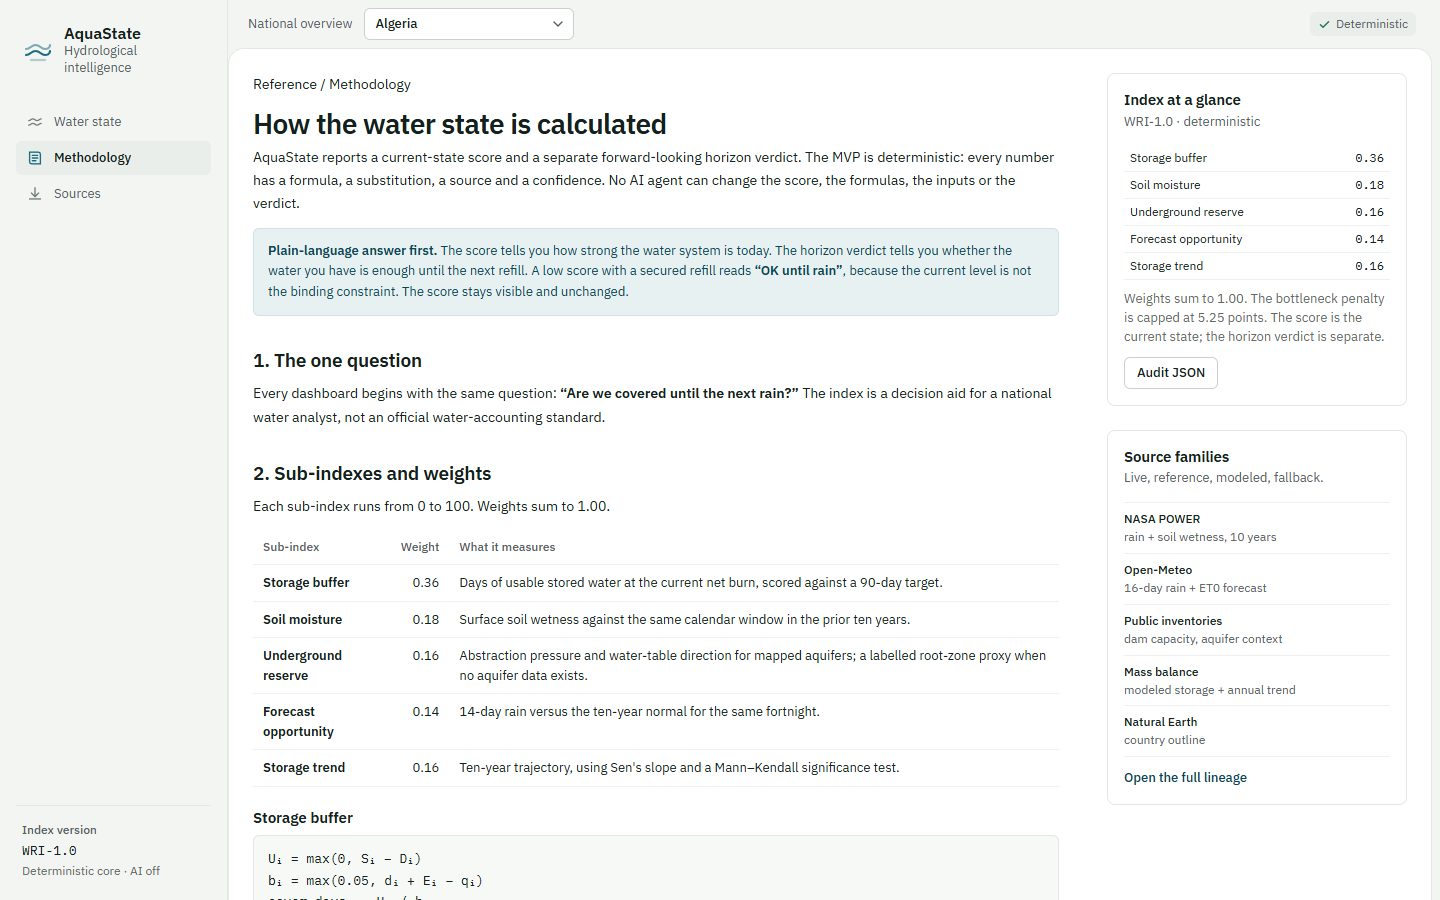 AquaState
Hydrological
intelligence
Water state
Methodology
Sources
Index version
WRI-1.0
Deterministic core · AI off
National overview
Algeria
Deterministic
Reference / Methodology
How the water state is calculated
AquaState reports a current-state score and a separate forward-looking horizon verdict. The MVP is deterministic: every number
has a formula, a substitution, a source and a confidence. No AI agent can change the score, the formulas, the inputs or the
verdict.
Plain-language answer first. The score tells you how strong the water system is today. The horizon verdict tells you whether the
water you have is enough until the next refill. A low score with a secured refill reads “OK until rain”, because the current level is not
the binding constraint. The score stays visible and unchanged.
1. The one question
Every dashboard begins with the same question: “Are we covered until the next rain?” The index is a decision aid for a national
water analyst, not an official water-accounting standard.
2. Sub-indexes and weights
Each sub-index runs from 0 to 100. Weights sum to 1.00.
Sub-index Weight What it measures
Storage buffer 0.36 Days of usable stored water at the current net burn, scored against a 90-day target.
Soil moisture 0.18 Surface soil wetness against the same calendar window in the prior ten years.
Underground 0.16 Abstraction pressure and water-table direction for mapped aquifers; a labelled root-zone proxy when
reserve no aquifer data exists.
Forecast 0.14 14-day rain versus the ten-year normal for the same fortnight.
opportunity
Storage trend 0.16 Ten-year trajectory, using Sen's slope and a Mann–Kendall significance test.
Storage buffer
Uᵢ = max(0, Sᵢ − Dᵢ)
bᵢ = max(0.05, dᵢ + Eᵢ − qᵢ)
Index at a glance
WRI-1.0 · deterministic
Storage buffer 0.36
Soil moisture 0.18
Underground reserve 0.16
Forecast opportunity 0.14
Storage trend 0.16
Weights sum to 1.00. The bottleneck penalty
is capped at 5.25 points. The score is the
current state; the horizon verdict is separate.
Audit JSON
Source families
Live, reference, modeled, fallback.
NASA POWER
rain + soil wetness, 10 years
Open-Meteo
16-day rain + ET0 forecast
Public inventories
dam capacity, aquifer context
Mass balance
modeled storage + annual trend
Natural Earth
country outline
Open the full lineage